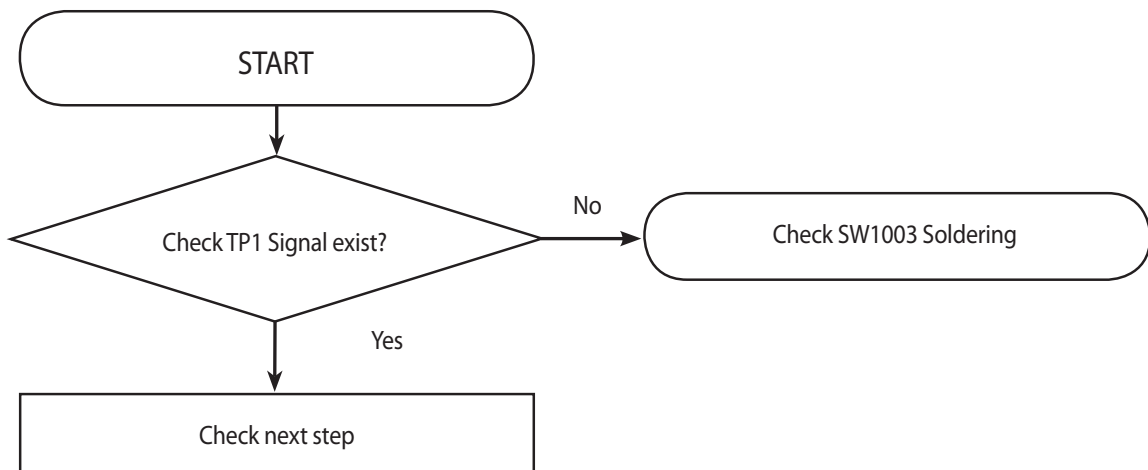 START
Check TP1 Signal exist?
No
Check SW1003 Soldering
Yes
Check next step